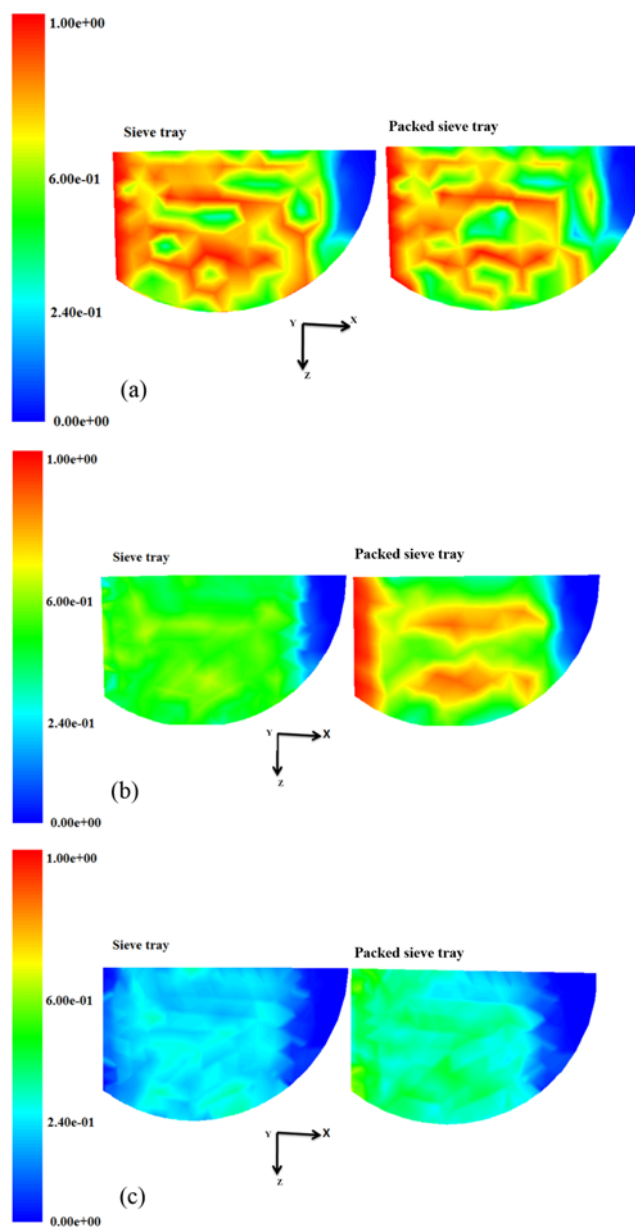 1.00e+00
Sieve tray
Packed sieve tray
6.00e-01
2.40e-01
Y
X
Z
0.00e+00
(a)
1.00e+00
Sieve tray
Packed sieve tray
6.00e-01
2.40e-01
Y
X
Z
0.00e+00
(b)
1.00e+00
Sieve tray
Packed sieve tray
6.00e-01
2.40e-01
Y
X
Z
0.00e+00
(c)